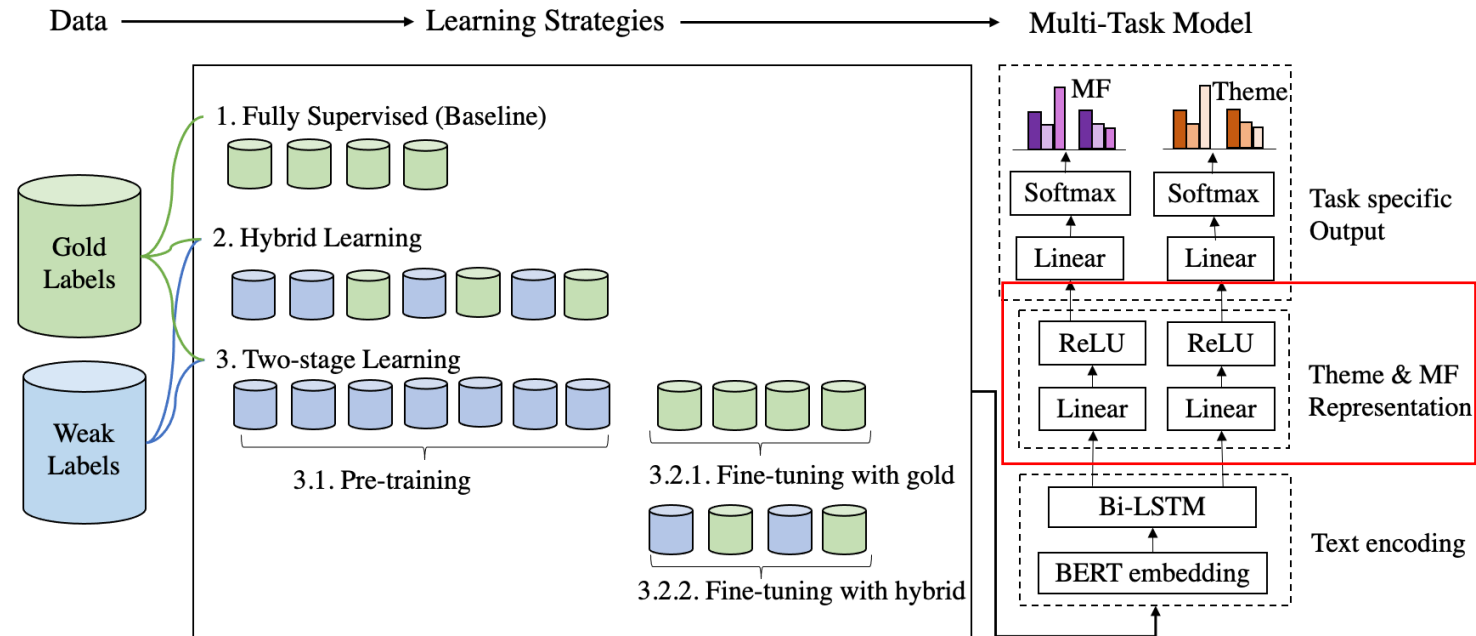 Data
Learning Strategies
Multi-Task Model
Gold
Labels
Weak
Labels
1. Fully Supervised (Baseline)
2. Hybrid Learning
3. Two-stage Learning
3.1. Pre-training
3.2.1. Fine-tuning with gold
3.2.2. Fine-tuning with hybrid
MF
Theme
Softmax
Softmax
Linear
Linear
Task specific
Output
ReLU
ReLU
Linear
Linear
Theme & MF
Representation
Bi-LSTM
BERT embedding
Text encoding